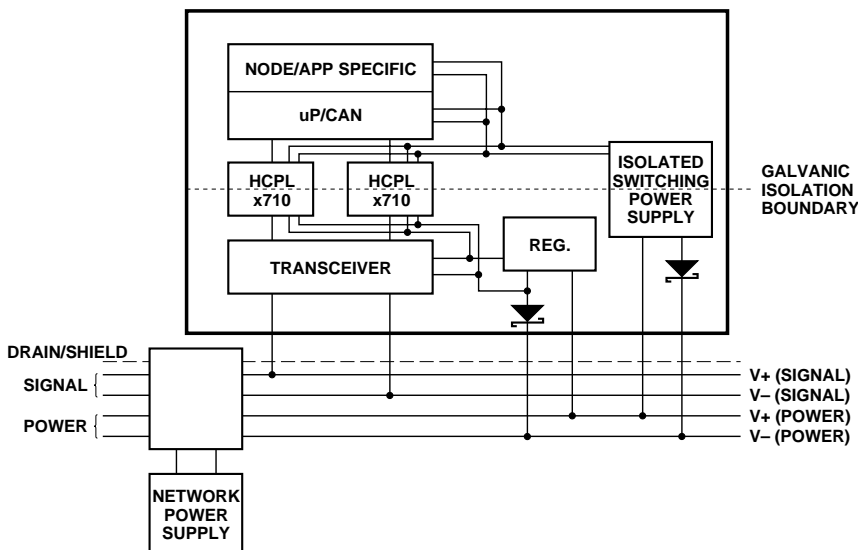 NODE/APP SPECIFIC
uP/CAN
HCPL
x710
HCPL
x710
ISOLATED
SWITCHING
POWER
SUPPLY
GALVANIC
ISOLATION
BOUNDARY
REG.
TRANSCEIVER
DRAIN/SHIELD
SIGNAL
POWER
V+ (SIGNAL)
V– (SIGNAL)
V+ (POWER)
V– (POWER)
NETWORK
POWER
SUPPLY